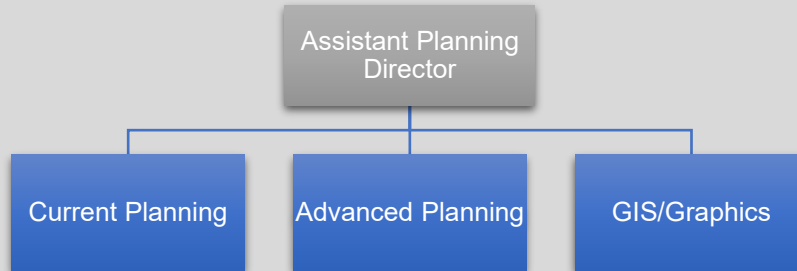 Assistant Planning
Director
Current Planning
Advanced Planning
GIS/Graphics